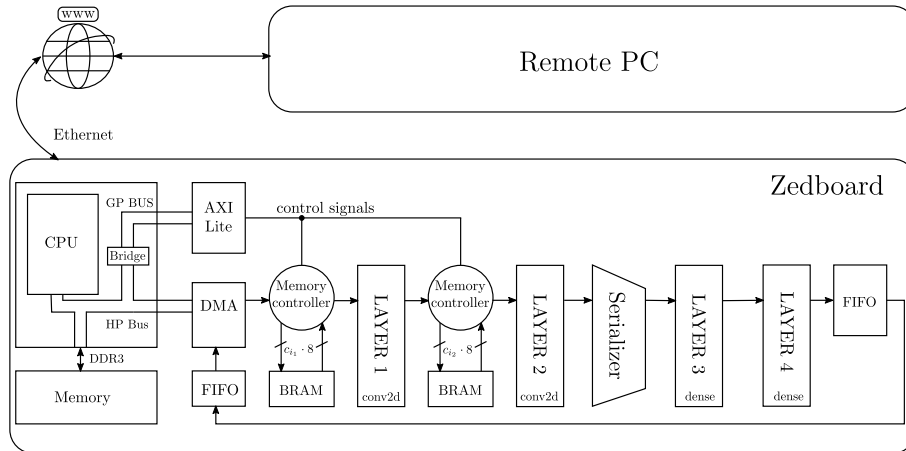 www
Remote PC
Ethernet
Zedboard
GP BUS
AXI
Lite
control signals
CPU
Bridge
DMA
Memory
controller
LAYER 1
conv2d
Memory
controller
LAYER 2
conv2d
Serializer
LAYER 3
dense
LAYER 4
dense
FIFO
HP Bus
c_{i_1} · 8
c_{i_2} · 8
DDR3
Memory
FIFO
BRAM
BRAM